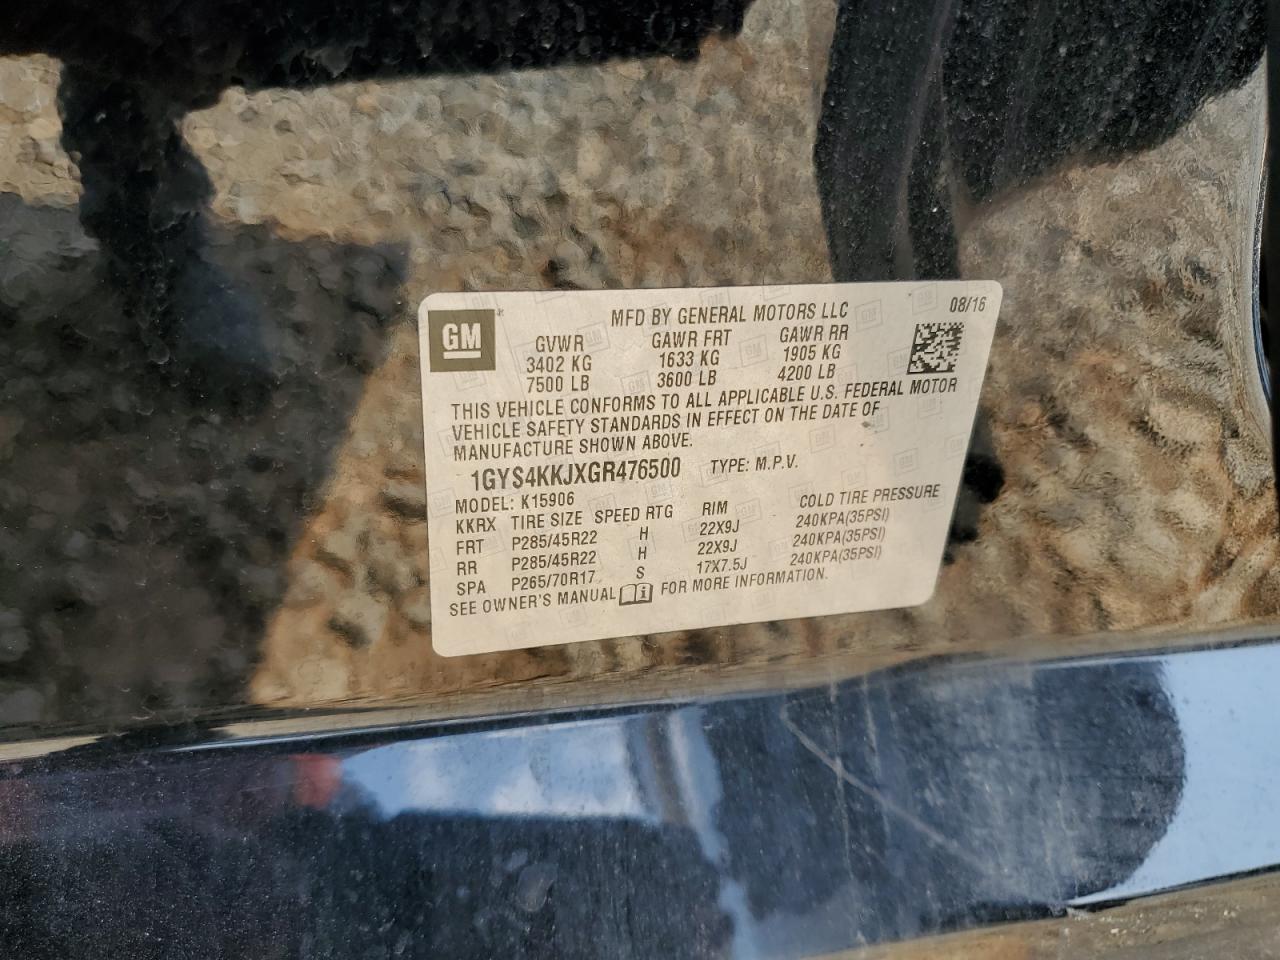 GM
MFD BY GENERAL MOTORS LLC 08/16
GVWR GAWR FRT GAWR RR
3402 KG 1633 KG 1905 KG
7500 LB 3600 LB 4200 LB
THIS VEHICLE CONFORMS TO ALL APPLICABLE U.S. FEDERAL MOTOR
VEHICLE SAFETY STANDARDS IN EFFECT ON THE DATE OF
MANUFACTURE SHOWN ABOVE.
1GYS4KKJXGR476500 TYPE: M.P.V.
MODEL: K15906
KKRX TIRE SIZE SPEED RTG RIM COLD TIRE PRESSURE
FRT P285/45R22 H 22X9J 240KPA(35PSI)
RR P285/45R22 H 22X9J 240KPA(35PSI)
SPA P265/70R17 S 17X7.5J 240KPA(35PSI)
SEE OWNER'S MANUAL FOR MORE INFORMATION.